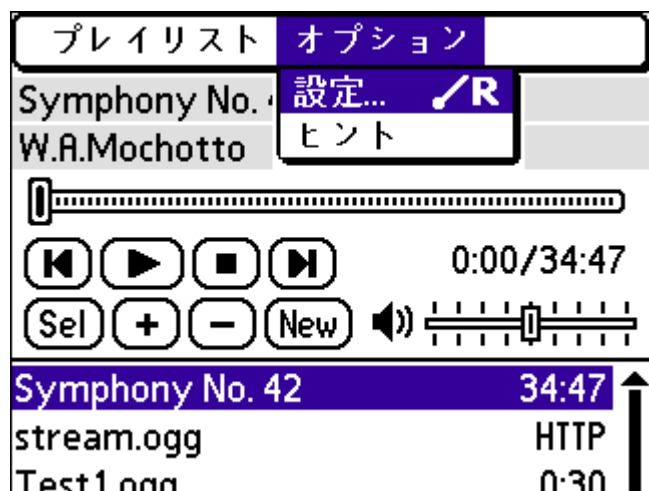 プレイリスト オプション
設定... R
ヒント
Symphony No. 4
W.A.Mochotto
0:00/34:47
Sel + − New
Symphony No. 42 34:47
stream.ogg HTTP
Test1.ogg 0:30